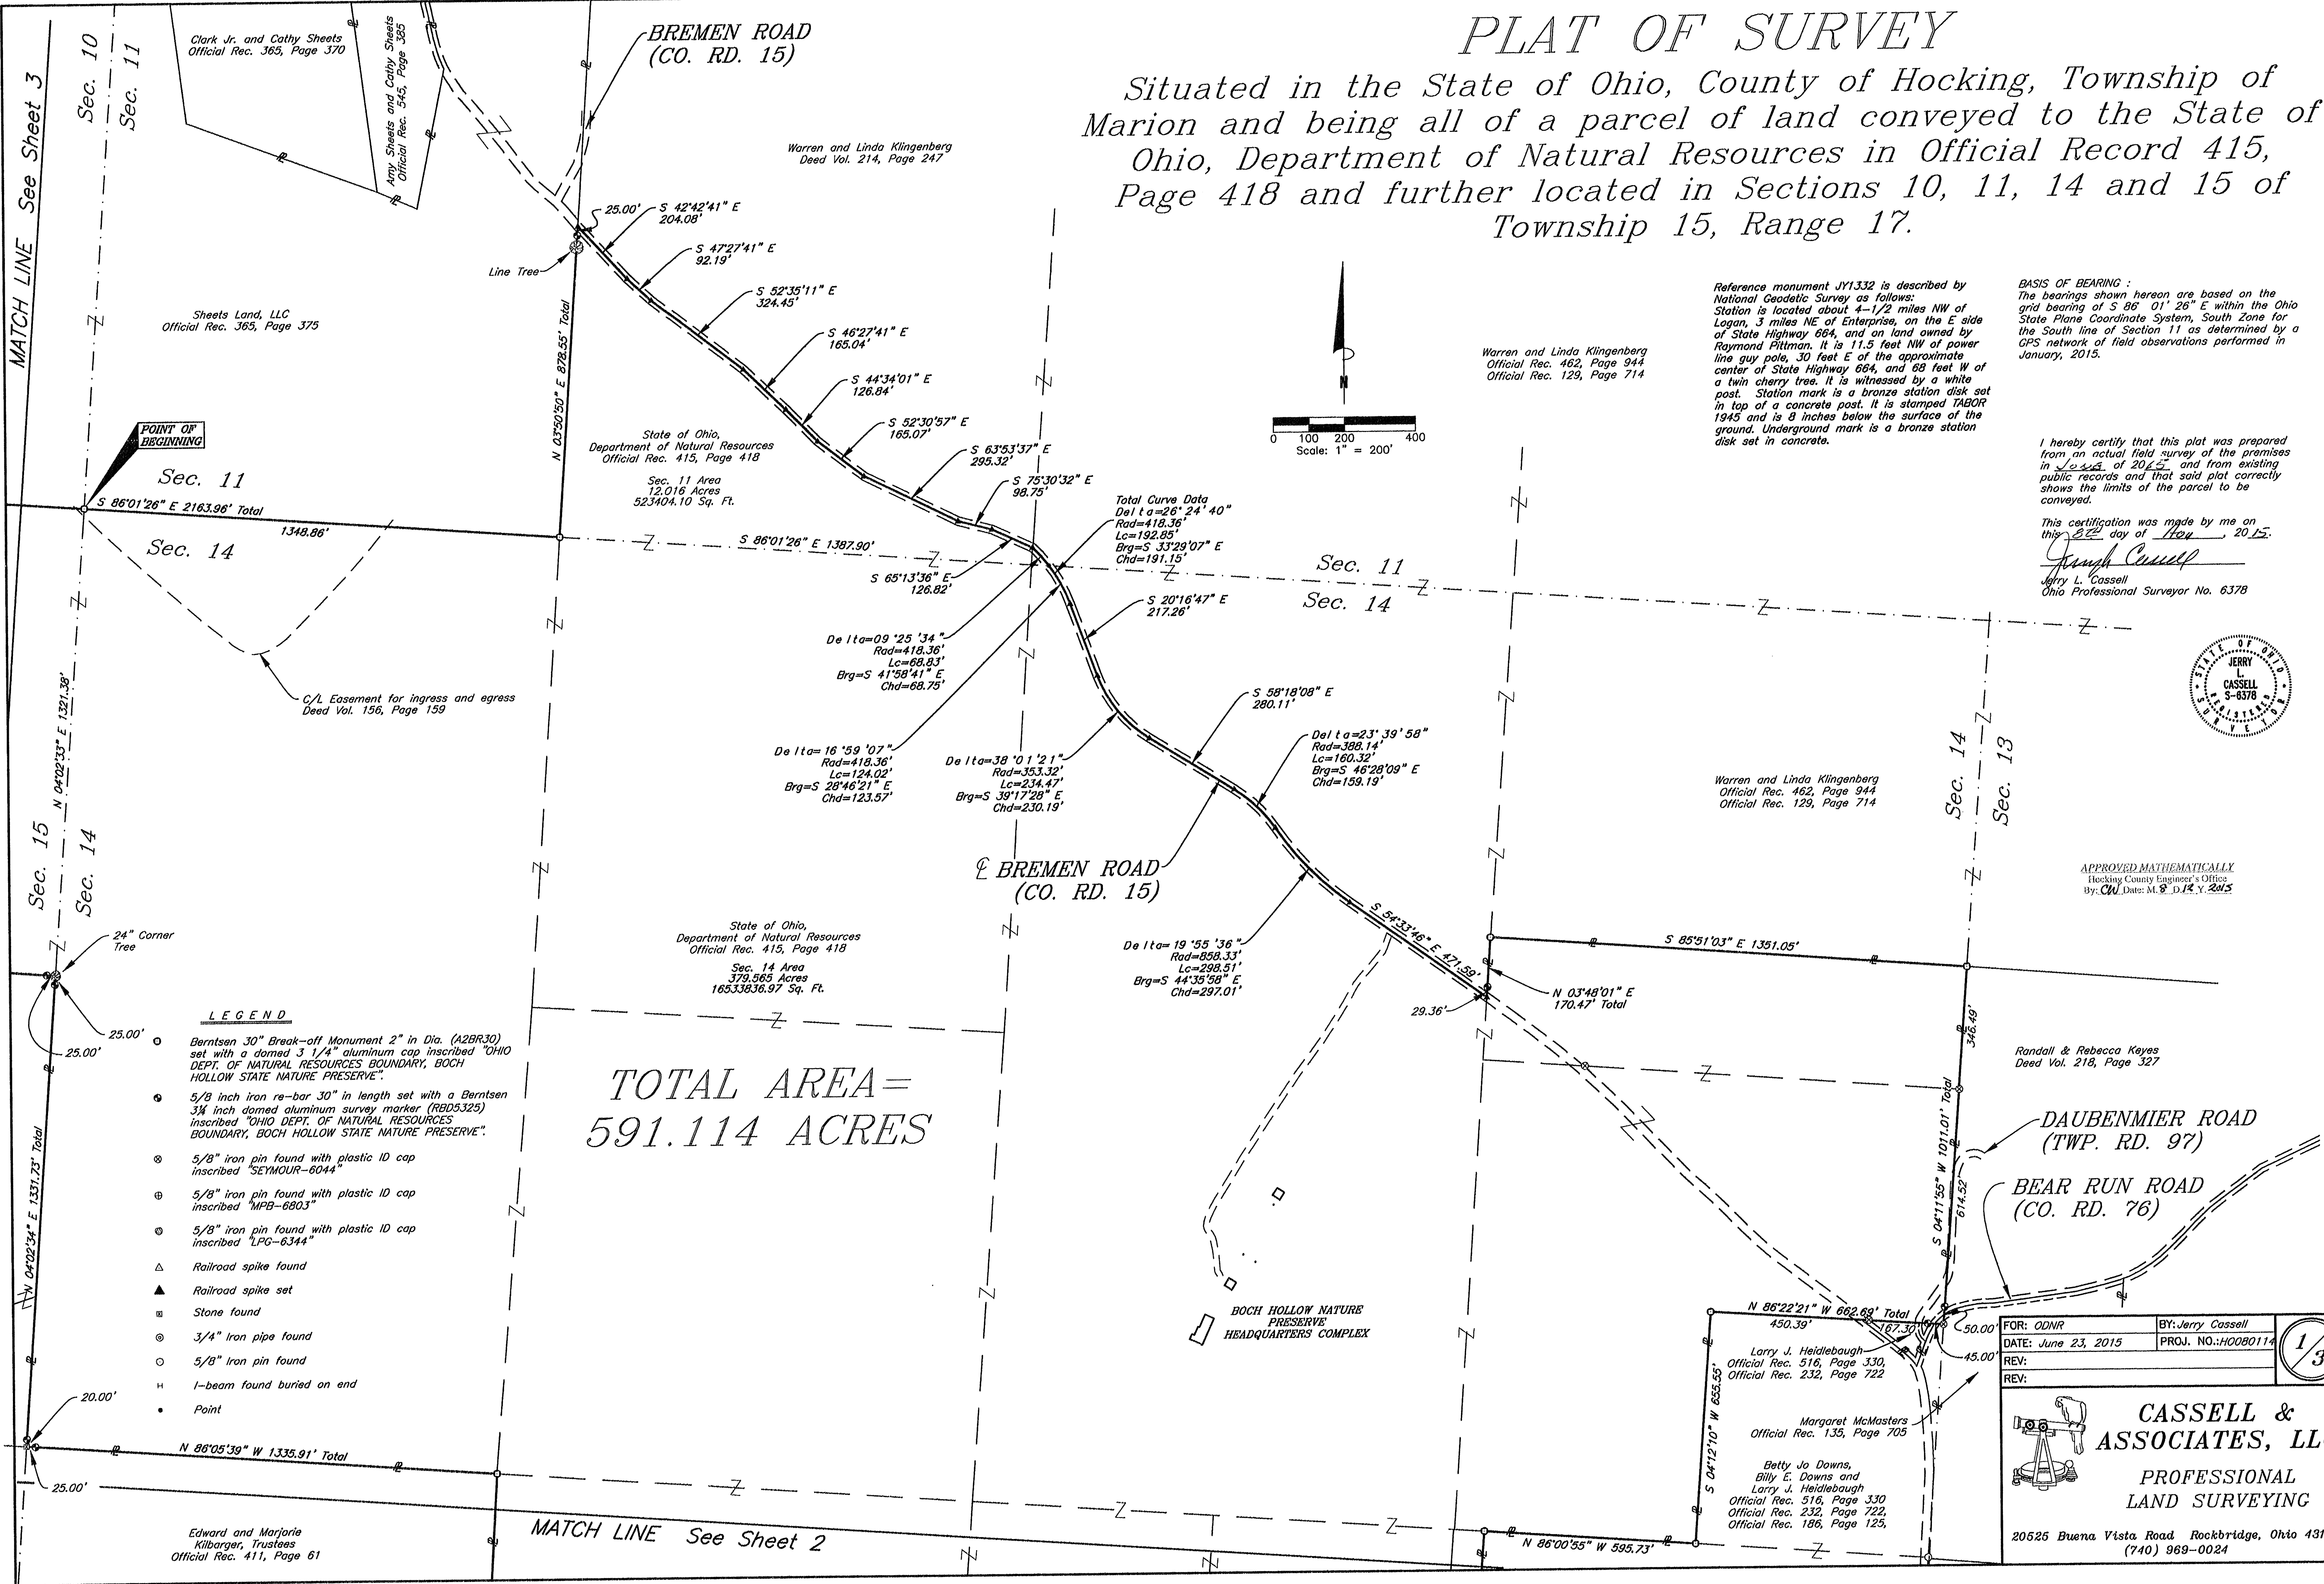 PLAT OF SURVEY
Situated in the State of Ohio, County of Hocking, Township of
Marion and being all of a parcel of land conveyed to the State of
Ohio, Department of Natural Resources in Official Record 415,
Page 418 and further located in Sections 10, 11, 14 and 15 of
Township 15, Range 17.
MATCH LINE See Sheet 3
Sec. 10
Sec. 11
Clark Jr. and Cathy Sheets
Official Rec. 365, Page 370
Amy Sheets and Cathy Sheets
Official Rec. 545, Page 385
BREMEN ROAD
(CO. RD. 15)
Warren and Linda Klingenberg
Deed Vol. 214, Page 247
25.00'
S 42°42'41" E
204.08'
S 47°27'41" E
92.19'
Line Tree
S 52°35'11" E
324.45'
S 46°27'41" E
165.04'
S 44°34'01" E
126.84'
S 52°30'57" E
165.07'
S 63°53'37" E
295.32'
S 75°30'32" E
98.75'
Sheets Land, LLC
Official Rec. 365, Page 375
N 03°50'50" E 878.55' Total
State of Ohio,
Department of Natural Resources
Official Rec. 415, Page 418
Sec. 11 Area
12.016 Acres
523404.10 Sq. Ft.
Total Curve Data
Delta=26°24'40"
Rad=418.36'
Lc=192.85'
Brg=S 33°29'07" E
Chd=191.15'
N
0 100 200 400
Scale: 1" = 200'
Warren and Linda Klingenberg
Official Rec. 462, Page 944
Official Rec. 129, Page 714
Reference monument JY1332 is described by
National Geodetic Survey as follows:
Station is located about 4-1/2 miles NW of
Logan, 3 miles NE of Enterprise, on the E side
of State Highway 664, and on land owned by
Raymond Pittman. It is 11.5 feet NW of power
line guy pole, 30 feet E of the approximate
center of State Highway 664, and 68 feet W of
a twin cherry tree. It is witnessed by a white
post. Station mark is a bronze station disk set
in top of a concrete post. It is stamped TABOR
1945 and is 8 inches below the surface of the
ground. Underground mark is a bronze station
disk set in concrete.
BASIS OF BEARING :
The bearings shown hereon are based on the
grid bearing of S 86° 01' 26" E within the Ohio
State Plane Coordinate System, South Zone for
the South line of Section 11 as determined by a
GPS network of field observations performed in
January, 2015.
I hereby certify that this plat was prepared
from an actual field survey of the premises
in of 2015 and from existing
public records and that said plat correctly
shows the limits of the parcel to be
conveyed.
This certification was made by me on
this 8TH day of , 2015.
Jerry L. Cassell
Ohio Professional Surveyor No. 6378
STATE OF OHIO
JERRY
L.
CASSELL
S-6378
REGISTERED
SURVEYOR
POINT OF
BEGINNING
Sec. 11
S 86°01'26" E 2163.96' Total
1348.86'
Sec. 14
S 86°01'26" E 1387.90'
Sec. 11
Sec. 14
S 65°13'36" E
126.82'
S 20°16'47" E
217.26'
Delta=09°25'34"
Rad=418.36'
Lc=68.83'
Brg=S 41°58'41" E
Chd=68.75'
C/L Easement for ingress and egress
Deed Vol. 156, Page 159
N 04°02'33" E 1321.38'
Delta=16°59'07"
Rad=418.36'
Lc=124.02'
Brg=S 28°46'21" E
Chd=123.57'
Delta=38°01'21"
Rad=353.32'
Lc=234.47'
Brg=S 39°17'28" E
Chd=230.19'
S 58°18'08" E
280.11'
Delta=23°39'58"
Rad=388.14'
Lc=160.32'
Brg=S 46°28'09" E
Chd=159.19'
Warren and Linda Klingenberg
Official Rec. 462, Page 944
Official Rec. 129, Page 714
Sec. 14
Sec. 13
Sec. 15
Sec. 14
℄ BREMEN ROAD
(CO. RD. 15)
APPROVED MATHEMATICALLY
Hocking County Engineer's Office
By: CW Date: M. 8 D.12 Y. 2015
24" Corner
Tree
25.00'
25.00'
State of Ohio,
Department of Natural Resources
Official Rec. 415, Page 418
Sec. 14 Area
379.565 Acres
16533836.97 Sq. Ft.
Delta=19°55'36"
Rad=858.33'
Lc=298.51'
Brg=S 44°35'58" E
Chd=297.01'
S 54°33'46" E 471.59'
29.36'
N 03°48'01" E
170.47' Total
S 85°51'03" E 1351.05'
346.49'
Randall & Rebecca Keyes
Deed Vol. 218, Page 327
LEGEND
Berntsen 30" Break-off Monument 2" in Dia. (A2BR30)
set with a domed 3 1/4" aluminum cap inscribed "OHIO
DEPT. OF NATURAL RESOURCES BOUNDARY, BOCH
HOLLOW STATE NATURE PRESERVE".
5/8 inch iron re-bar 30" in length set with a Berntsen
3¼ inch domed aluminum survey marker (RBD5325)
inscribed "OHIO DEPT. OF NATURAL RESOURCES
BOUNDARY, BOCH HOLLOW STATE NATURE PRESERVE".
5/8" iron pin found with plastic ID cap
inscribed "SEYMOUR-6044"
5/8" iron pin found with plastic ID cap
inscribed "MPB-6803"
5/8" iron pin found with plastic ID cap
inscribed "LPG-6344"
Railroad spike found
Railroad spike set
Stone found
3/4" Iron pipe found
5/8" Iron pin found
I-beam found buried on end
Point
TOTAL AREA=
591.114 ACRES
N 04°02'34" E 1331.73' Total
S 04°11'55" W 1011.01' Total
614.52'
DAUBENMIER ROAD
(TWP. RD. 97)
BEAR RUN ROAD
(CO. RD. 76)
BOCH HOLLOW NATURE
PRESERVE
HEADQUARTERS COMPLEX
N 86°22'21" W 662.69' Total
450.39'
167.30'
50.00'
45.00'
Larry J. Heidlebaugh
Official Rec. 516, Page 330,
Official Rec. 232, Page 722
S 04°12'10" W 655.55'
Margaret McMasters
Official Rec. 135, Page 705
Betty Jo Downs,
Billy E. Downs and
Larry J. Heidlebaugh
Official Rec. 516, Page 330
Official Rec. 232, Page 722,
Official Rec. 186, Page 125,
20.00'
N 86°05'39" W 1335.91' Total
25.00'
Edward and Marjorie
Kilbarger, Trustees
Official Rec. 411, Page 61
MATCH LINE See Sheet 2
N 86°00'55" W 595.73'
FOR: ODNR
BY: Jerry Cassell
DATE: June 23, 2015
PROJ. NO.:HO080114
REV:
REV:
1/3
CASSELL &
ASSOCIATES, LL
PROFESSIONAL
LAND SURVEYING
20525 Buena Vista Road Rockbridge, Ohio 431
(740) 969-0024